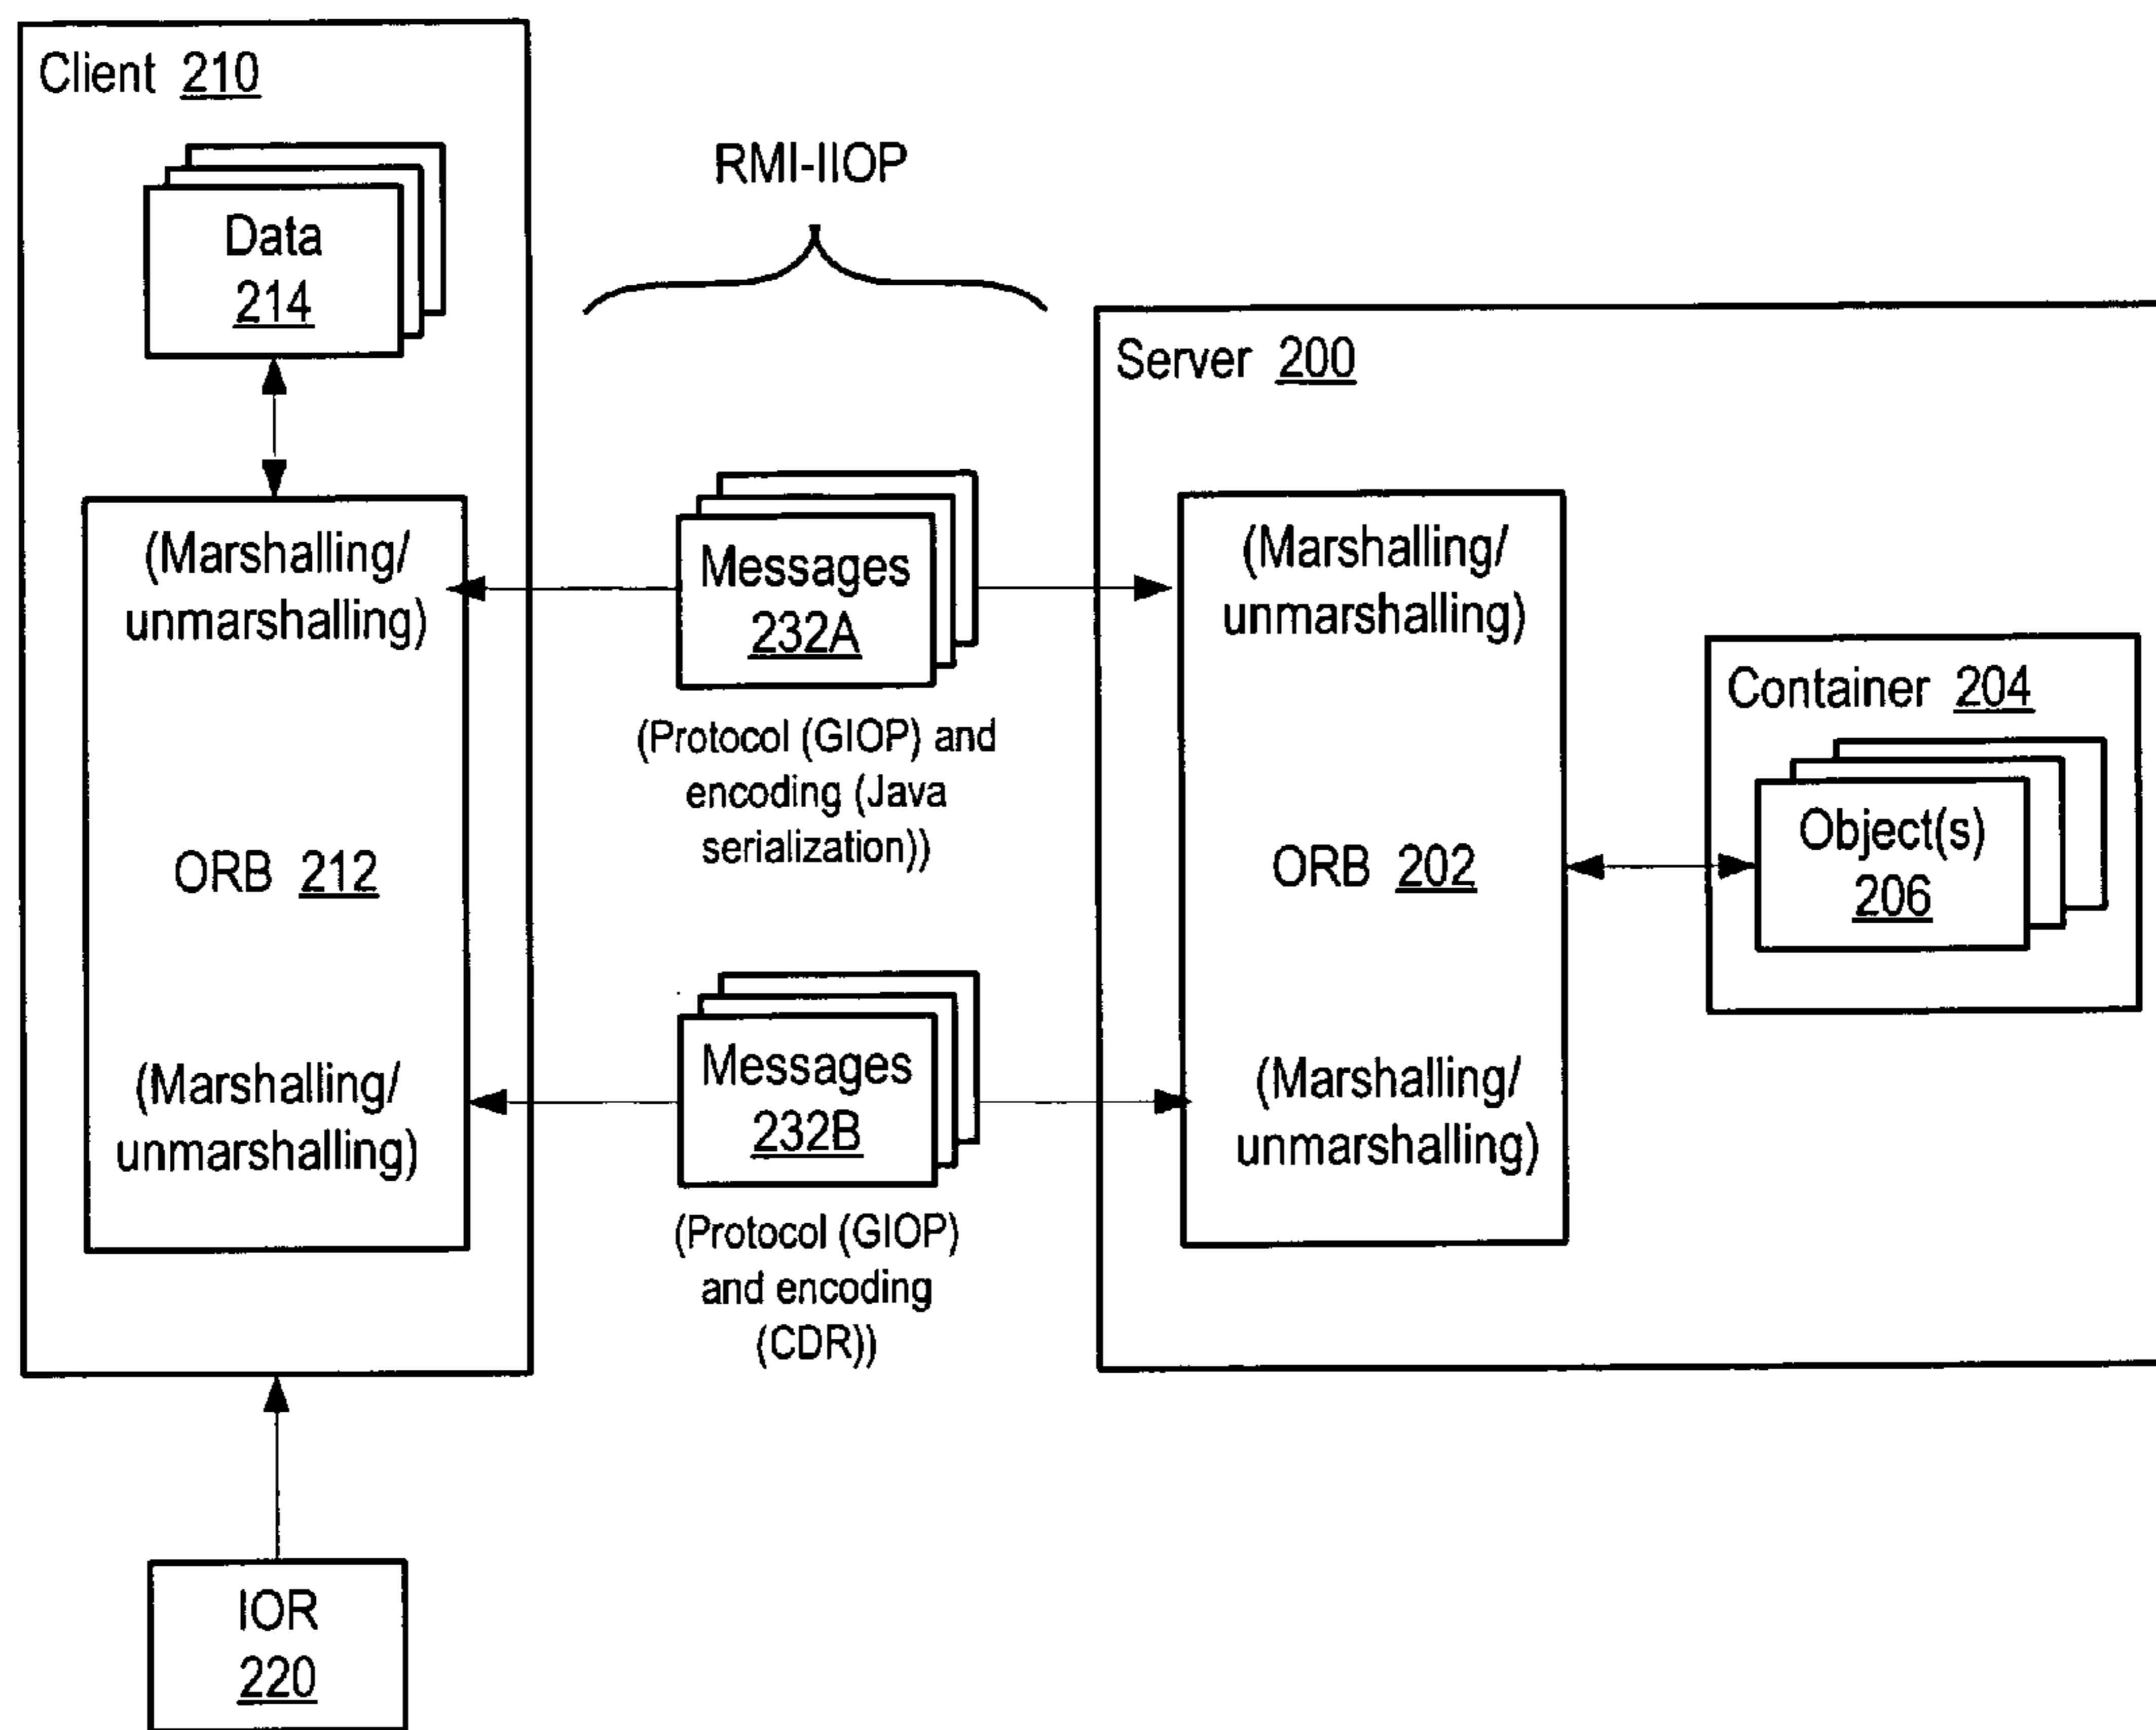 Client 210
Data
214
RMI-IIOP
Server 200
(Marshalling/
unmarshalling)
Messages
232A
(Marshalling/
unmarshalling)
(Protocol (GIOP) and
encoding (Java
serialization))
Container 204
Object(s)
206
ORB 212
ORB 202
Messages
232B
(Marshalling/
unmarshalling)
(Marshalling/
unmarshalling)
(Protocol (GIOP)
and encoding
(CDR))
IOR
220